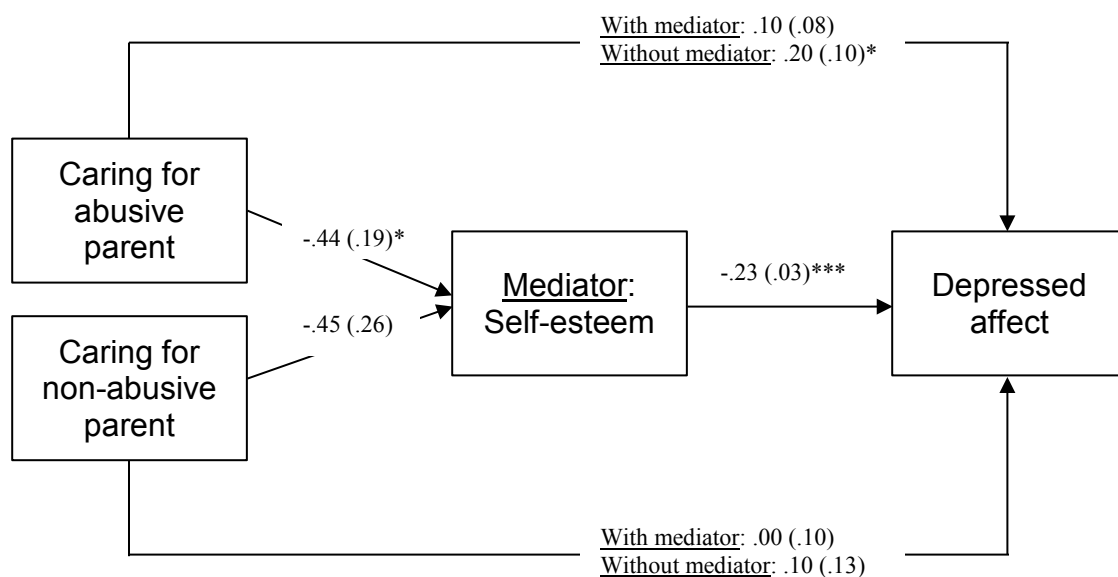 With mediator: .10 (.08)
Without mediator: .20 (.10)*
Caring for
abusive
parent
-.44 (.19)*
Mediator:
Self-esteem
-.23 (.03)***
Depressed
affect
-.45 (.26)
Caring for
non-abusive
parent
With mediator: .00 (.10)
Without mediator: .10 (.13)